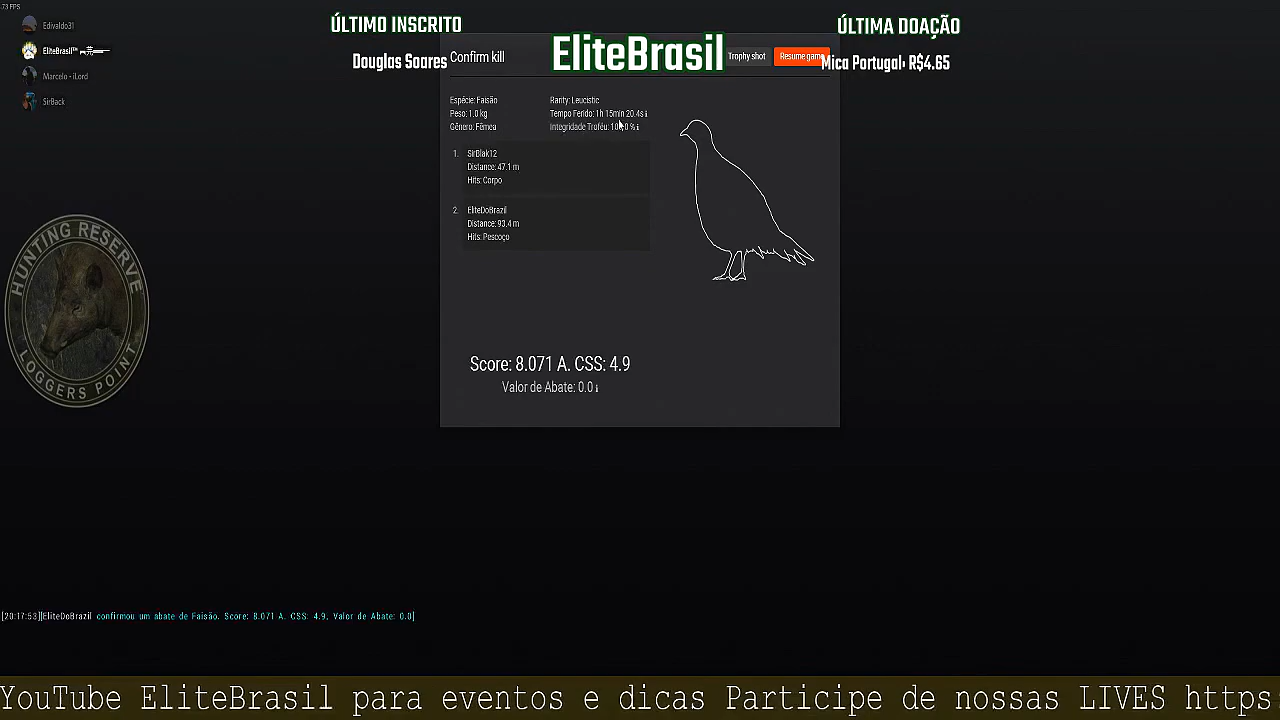 73 FPS
Edivaldo31
EliteBrasil™
Marcelo - iLord
SirBack
ÚLTIMO INSCRITO
Douglas Soares
EliteBrasil
ÚLTIMA DOAÇÃO
Mica Portugal: R$4.65
Confirm kill
Trophy shot
Resume game
Espécie: Faisão
Peso: 1.0 kg
Gênero: Fêmea
Rarity: Leucistic
Tempo Ferido: 1h 15min 20.4s
Integridade Troféu: 100.0 %
1. SirBlak12
Distance: 47.1 m
Hits: Corpo
2. EliteDoBrazil
Distance: 93.4 m
Hits: Pescoço
Score: 8.071 A. CSS: 4.9
Valor de Abate: 0.0
HUNTING RESERVE
LOGGERS POINT
[20:17:53][EliteDoBrazil confirmou um abate de Faisão. Score: 8.071 A. CSS: 4.9. Valor de Abate: 0.0]
YouTube EliteBrasil para eventos e dicas Participe de nossas LIVES https